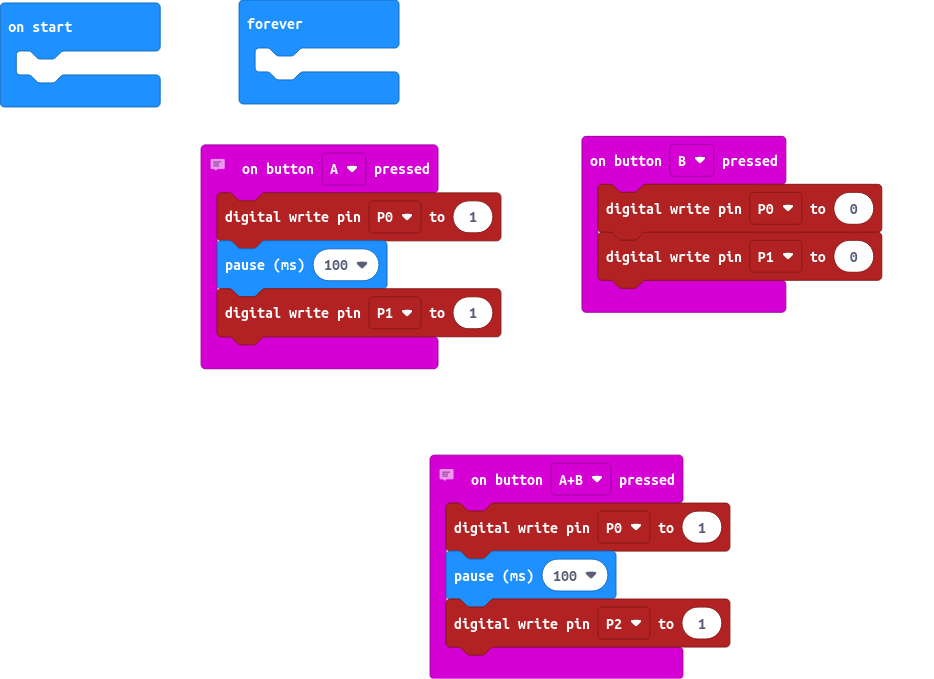 on start
forever
on button A pressed
digital write pin P0 to 1
pause (ms) 100
digital write pin P1 to 1
on button B pressed
digital write pin P0 to 0
digital write pin P1 to 0
on button A+B pressed
digital write pin P0 to 1
pause (ms) 100
digital write pin P2 to 1